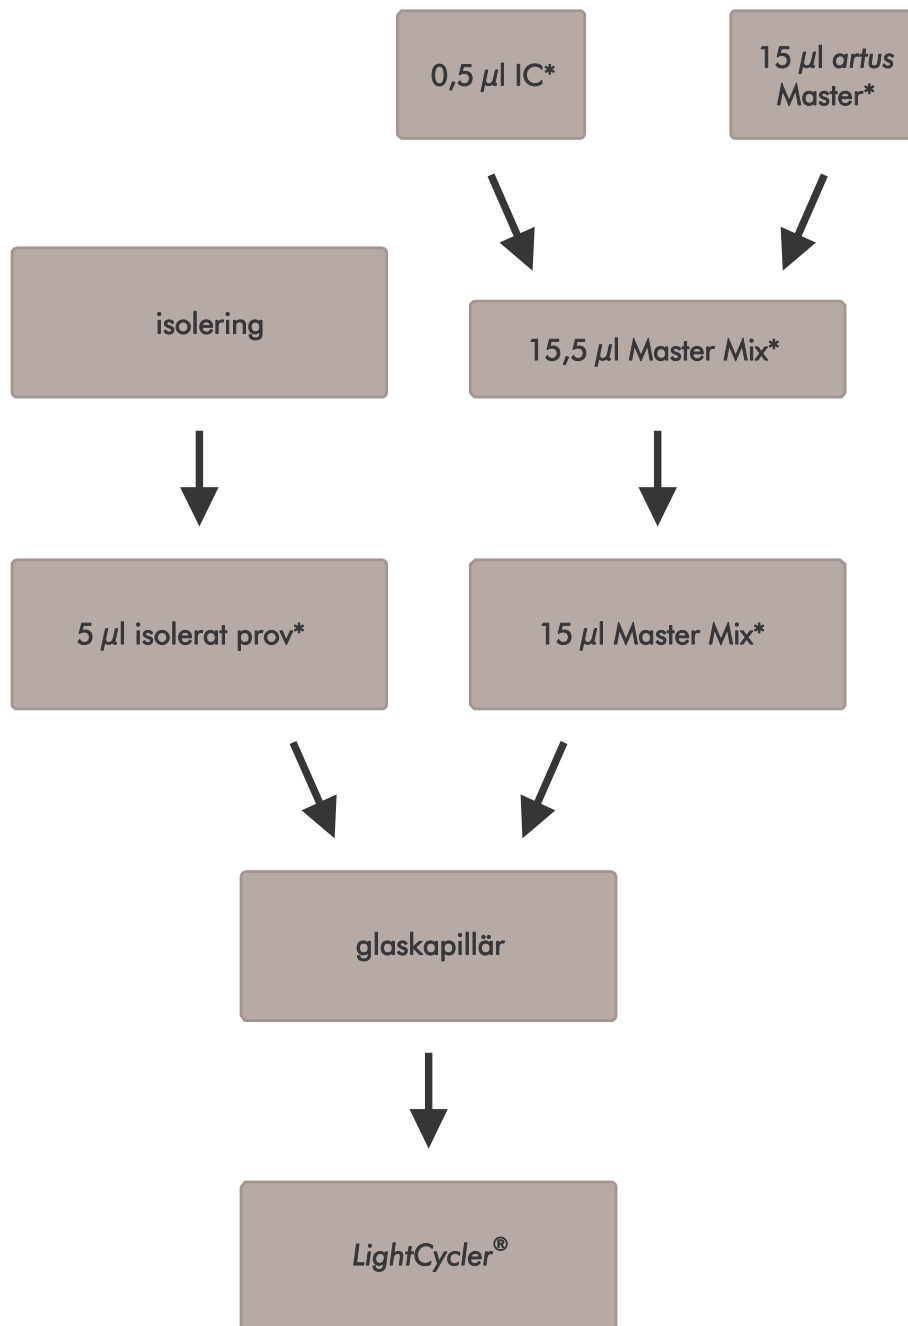 0,5 µl IC*
15 µl artus
Master*
isolering
15,5 µl Master Mix*
5 µl isolerat prov*
15 µl Master Mix*
glaskapillär
LightCycler®